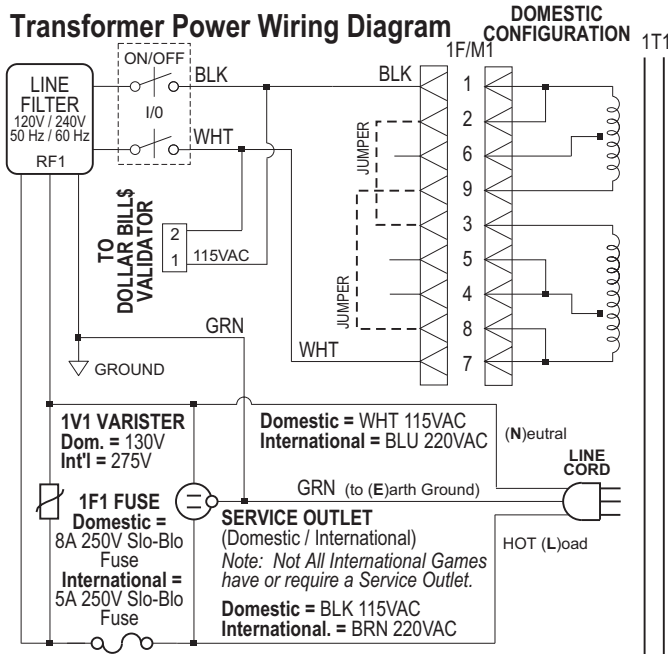 Transformer Power Wiring Diagram
DOMESTIC
CONFIGURATION
1T1
1F/M1
ON/OFF
BLK
BLK
LINE
FILTER
120V / 240V
50 Hz / 60 Hz
RF1
I/0
WHT
1
2
6
9
3
5
4
8
7
JUMPER
JUMPER
TO
DOLLAR BILL$
VALIDATOR
2
1
115VAC
GRN
WHT
GROUND
1V1 VARISTER
Dom. = 130V
Int'l = 275V
Domestic = WHT 115VAC
International = BLU 220VAC
(N)eutral
LINE
CORD
GRN (to (E)arth Ground)
1F1 FUSE
Domestic =
8A 250V Slo-Blo
Fuse
International =
5A 250V Slo-Blo
Fuse
SERVICE OUTLET
(Domestic / International)
Note: Not All International Games
have or require a Service Outlet.
HOT (L)oad
Domestic = BLK 115VAC
International. = BRN 220VAC